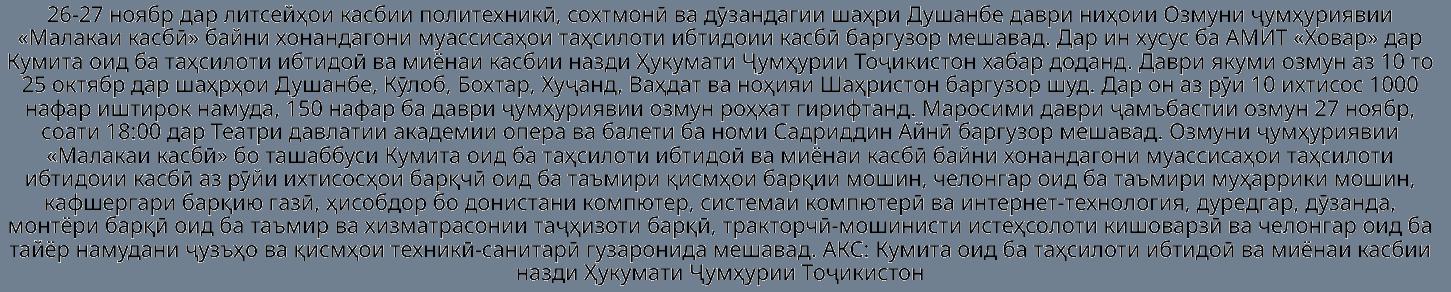 26-27 ноябр дар литсейҳои касбии политехникӣ, сохтмонӣ ва дӯзандагии шаҳри Душанбе даври ниҳоии Озмуни ҷумҳуриявии
«Малакаи касбӣ» байни хонандагони муассисаҳои таҳсилоти ибтидоии касбӣ баргузор мешавад. Дар ин хусус ба АМИТ «Ховар» дар
Кумита оид ба таҳсилоти ибтидоӣ ва миёнаи касбии назди Ҳукумати Ҷумҳурии Тоҷикистон хабар доданд. Даври якуми озмун аз 10 то
25 октябр дар шаҳрҳои Душанбе, Кӯлоб, Бохтар, Хуҷанд, Ваҳдат ва ноҳияи Шаҳристон баргузор шуд. Дар он аз рӯи 10 ихтисос 1000
нафар иштирок намуда, 150 нафар ба даври ҷумҳуриявии озмун роҳхат гирифтанд. Маросими даври ҷамъбастии озмун 27 ноябр,
соати 18:00 дар Театри давлатии академии опера ва балети ба номи Садриддин Айнӣ баргузор мешавад. Озмуни ҷумҳуриявии
«Малакаи касбӣ» бо ташаббуси Кумита оид ба таҳсилоти ибтидоӣ ва миёнаи касбӣ байни хонандагони муассисаҳои таҳсилоти
ибтидоии касбӣ аз рӯйи ихтисосҳои барқчӣ оид ба таъмири қисмҳои барқии мошин, челонгар оид ба таъмири муҳаррики мошин,
кафшергари барқию газӣ, ҳисобдор бо донистани компютер, системаи компютерӣ ва интернет-технология, дуредгар, дӯзанда,
монтёри барқӣ оид ба таъмир ва хизматрасонии таҷҳизоти барқӣ, тракторчӣ-мошинисти истеҳсолоти кишоварзӣ ва челонгар оид ба
тайёр намудани ҷузъҳо ва қисмҳои техникӣ-санитарӣ гузаронида мешавад. АКС: Кумита оид ба таҳсилоти ибтидоӣ ва миёнаи касбии
назди Ҳукумати Ҷумҳурии Тоҷикистон